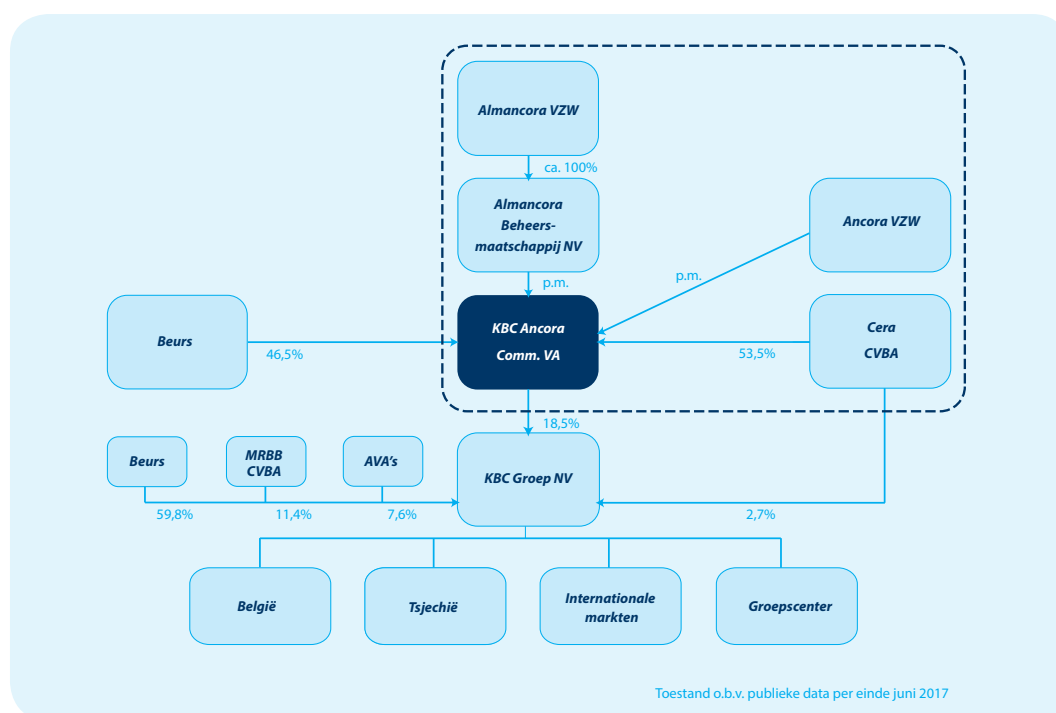 Almancora VZW
ca. 100%
Almancora
Beheers-
maatschappij NV
Ancora VZW
p.m.
p.m.
Beurs
46,5%
KBC Ancora
Comm. VA
53,5%
Cera
CVBA
18,5%
Beurs
MRBB
CVBA
AVA's
KBC Groep NV
59,8%
11,4%
7,6%
2,7%
België
Tsjechië
Internationale
markten
Groepscenter
Toestand o.b.v. publieke data per einde juni 2017